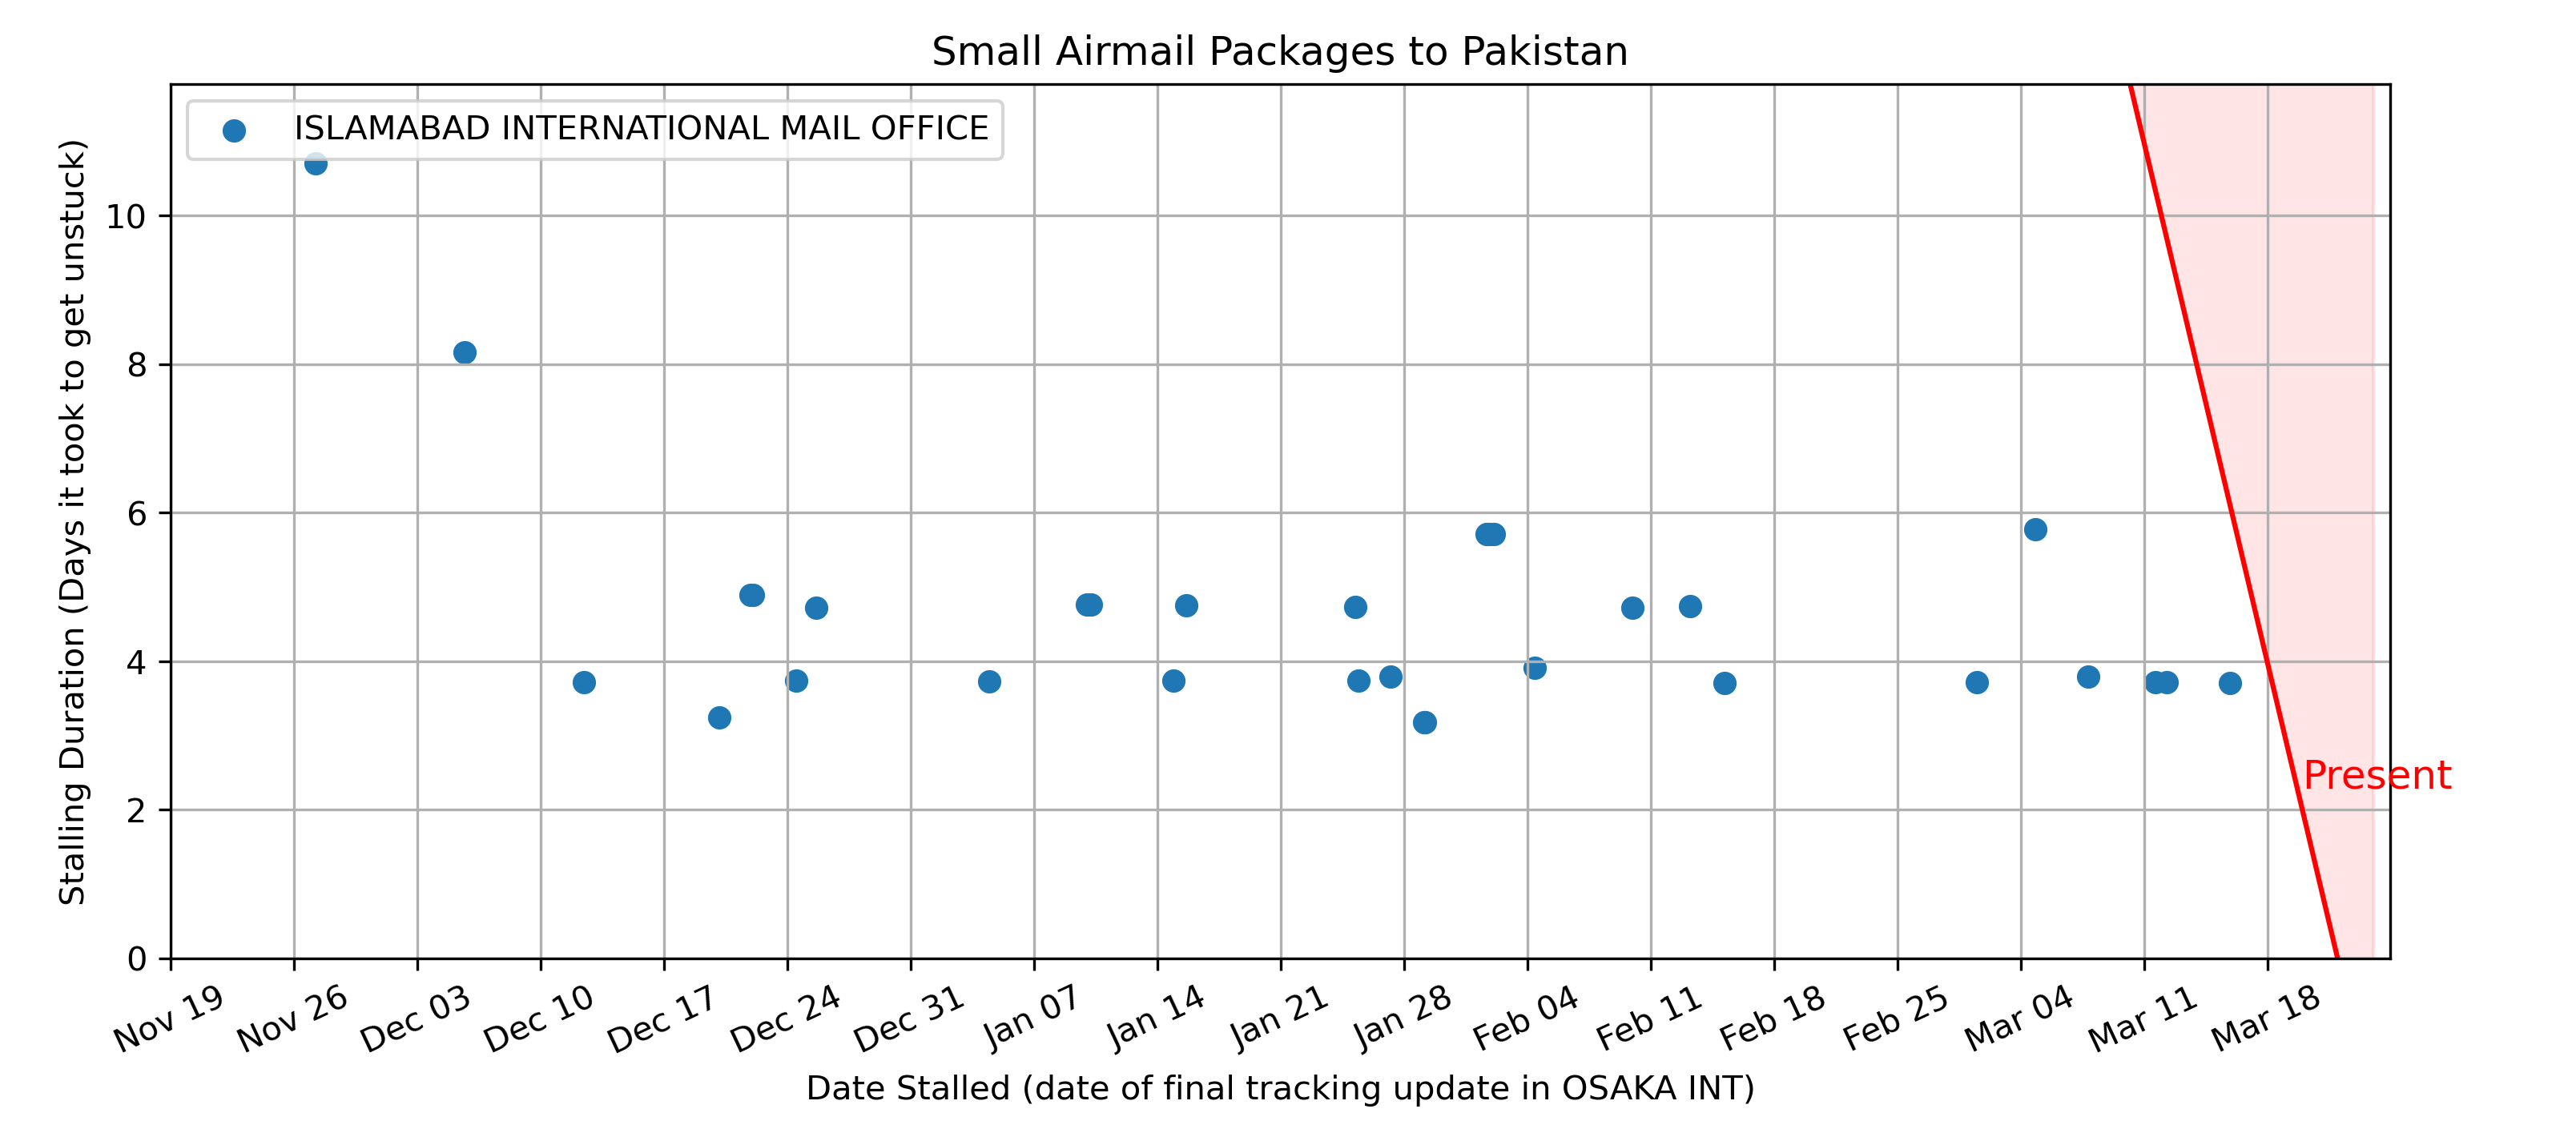 Small Airmail Packages to Pakistan
ISLAMABAD INTERNATIONAL MAIL OFFICE
Stalling Duration (Days it took to get unstuck)
10
8
6
4
2
0
Present
Nov 19
Nov 26
Dec 03
Dec 10
Dec 17
Dec 24
Dec 31
Jan 07
Jan 14
Jan 21
Jan 28
Feb 04
Feb 11
Feb 18
Feb 25
Mar 04
Mar 11
Mar 18
Date Stalled (date of final tracking update in OSAKA INT)